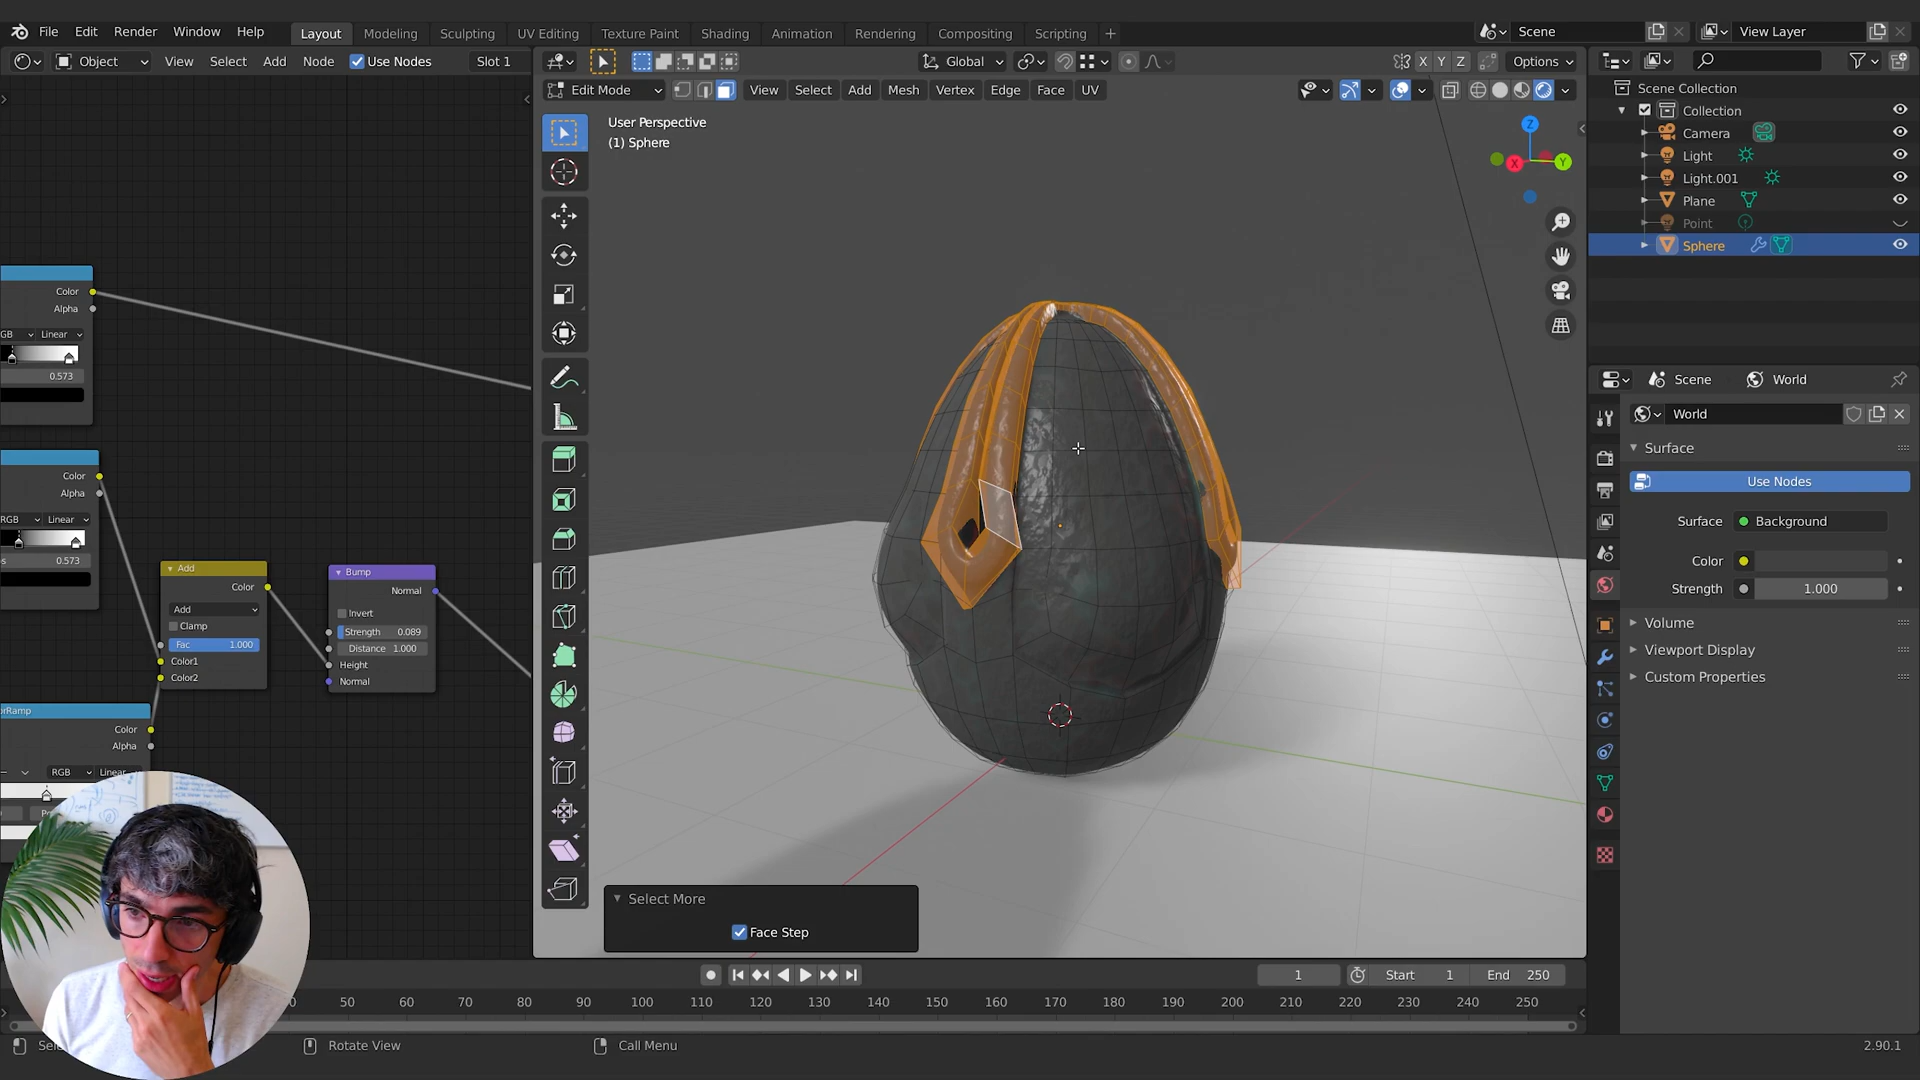 File Edit Render Window Help Layout Modeling Sculpting UV Editing Texture Paint Shading Animation Rendering Compositing Scripting + Scene View Layer
Object View Select Add Node Use Nodes Slot 1 Global X Y Z Options
Edit Mode View Select Add Mesh Vertex Edge Face UV
User Perspective
(1) Sphere
Z
X Y
Scene Collection
Collection
Camera
Light
Light.001
Plane
Point
Sphere
Color
Alpha
GB Linear
0.573
Color
Alpha
RGB Linear
s 0.573
Add
Color
Add
Clamp
Fac 1.000
Color1
Color2
Bump
Normal
Invert
Strength 0.089
Distance 1.000
Height
Normal
orRamp
Color
Alpha
RGB Linear
Scene World
World
Surface
Use Nodes
Surface Background
Color
Strength 1.000
Volume
Viewport Display
Custom Properties
Select More
Face Step
1 Start 1 End 250
50 60 70 80 90 100 110 120 130 140 150 160 170 180 190 200 210 220 230 240 250
Rotate View
Call Menu
2.90.1